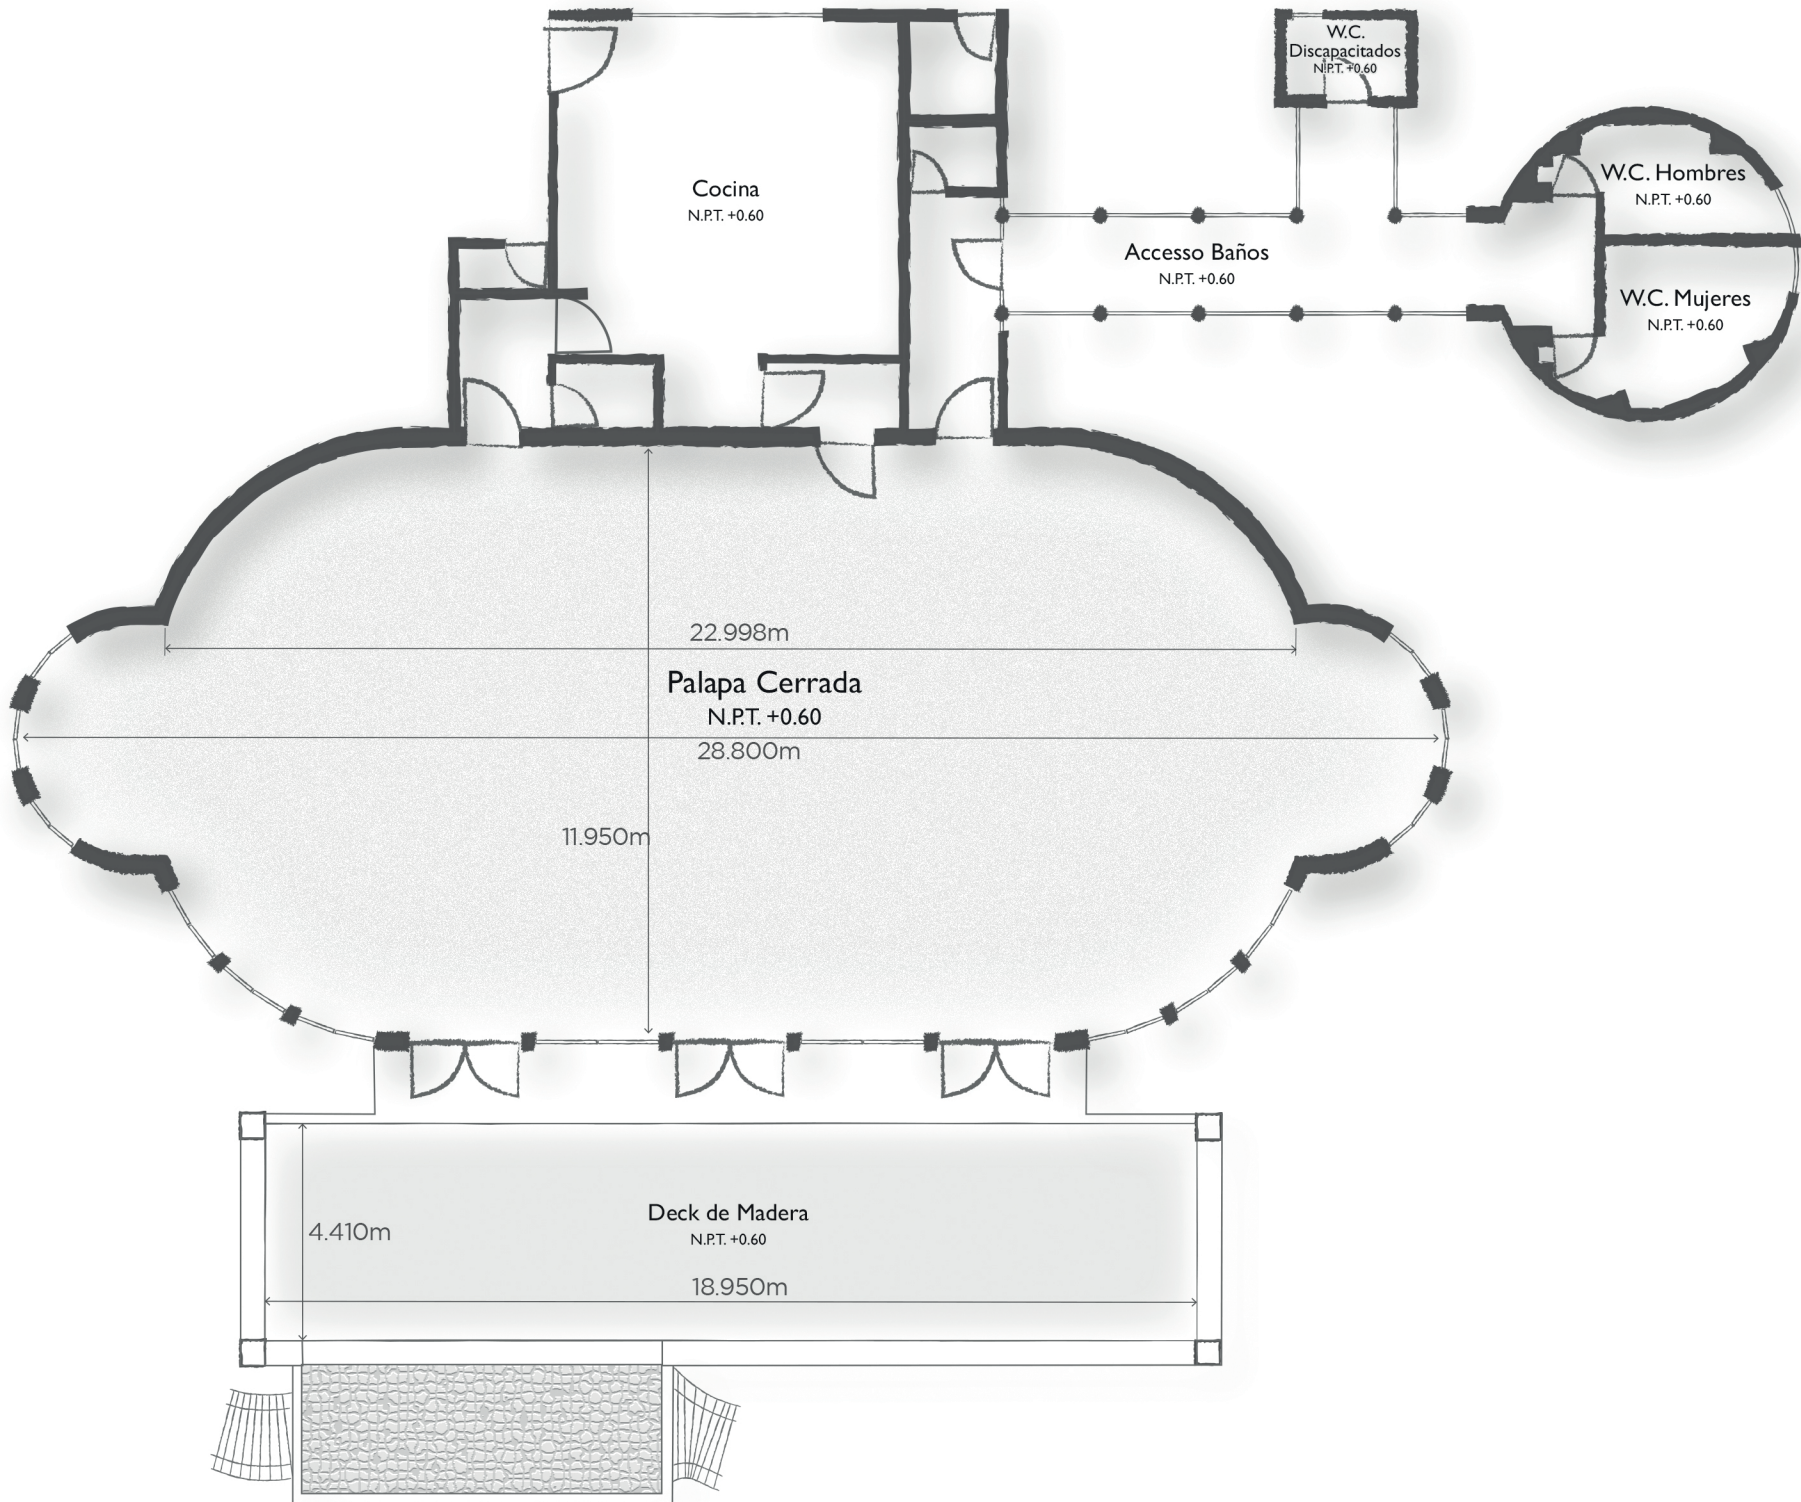 W.C.
Discapacitados
N.P.T. +0.60
W.C. Hombres
N.P.T. +0.60
Cocina
N.P.T. +0.60
Accesso Baños
N.P.T. +0.60
W.C. Mujeres
N.P.T. +0.60
22.998m
Palapa Cerrada
N.P.T. +0.60
28.800m
11.950m
Deck de Madera
N.P.T. +0.60
4.410m
18.950m